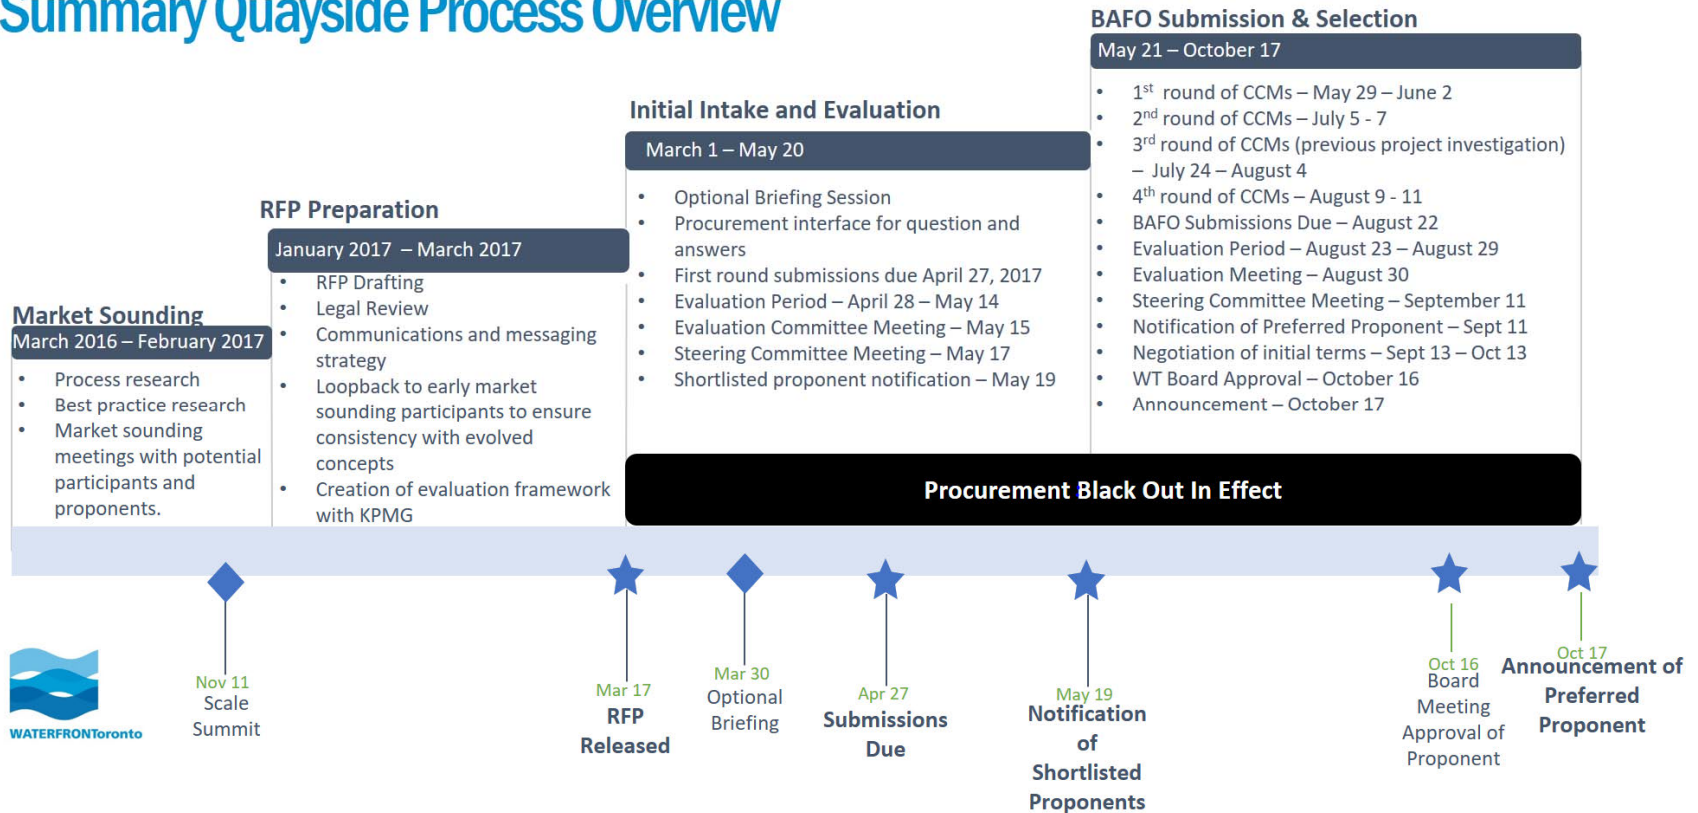 Summary Quayside Process Overview
Market Sounding
March 2016 – February 2017
• Process research
• Best practice research
• Market sounding
meetings with potential
participants and
proponents.
RFP Preparation
January 2017 – March 2017
• RFP Drafting
• Legal Review
• Communications and messaging
strategy
• Loopback to early market
sounding participants to ensure
consistency with evolved
concepts
• Creation of evaluation framework
with KPMG
Initial Intake and Evaluation
March 1 – May 20
• Optional Briefing Session
• Procurement interface for question and
answers
• First round submissions due April 27, 2017
• Evaluation Period – April 28 – May 14
• Evaluation Committee Meeting – May 15
• Steering Committee Meeting – May 17
• Shortlisted proponent notification – May 19
BAFO Submission & Selection
May 21 – October 17
• 1st round of CCMs – May 29 – June 2
• 2nd round of CCMs – July 5 - 7
• 3rd round of CCMs (previous project investigation)
– July 24 – August 4
• 4th round of CCMs – August 9 - 11
• BAFO Submissions Due – August 22
• Evaluation Period – August 23 – August 29
• Evaluation Meeting – August 30
• Steering Committee Meeting – September 11
• Notification of Preferred Proponent – Sept 11
• Negotiation of initial terms – Sept 13 – Oct 13
• WT Board Approval – October 16
• Announcement – October 17
Procurement Black Out In Effect
Nov 11
Scale
Summit
Mar 17
RFP
Released
Mar 30
Optional
Briefing
Apr 27
Submissions
Due
May 19
Notification
of
Shortlisted
Proponents
Oct 16
Board
Meeting
Approval of
Proponent
Oct 17
Announcement of
Preferred
Proponent
WATERFRONToronto